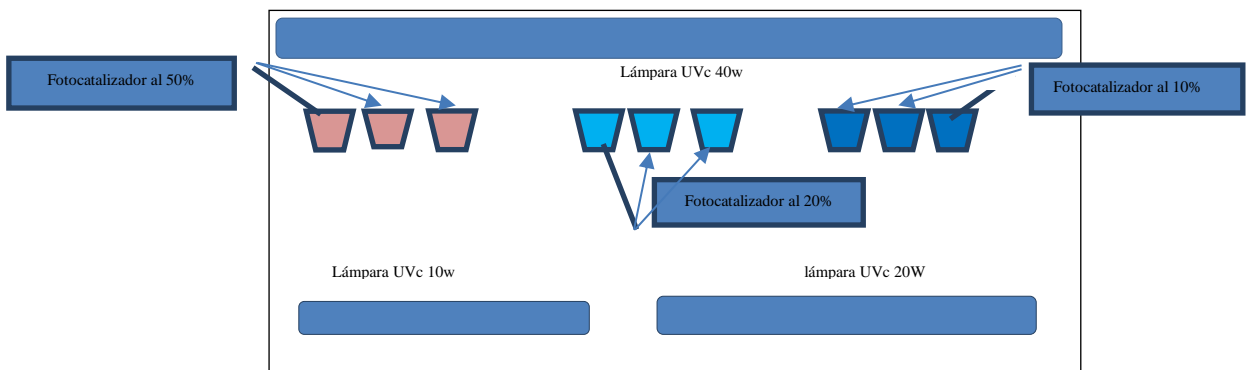 Lámpara UVc 40w
Fotocatalizador al 50%
Fotocatalizador al 10%
Fotocatalizador al 20%
Lámpara UVc 10w
lámpara UVc 20W